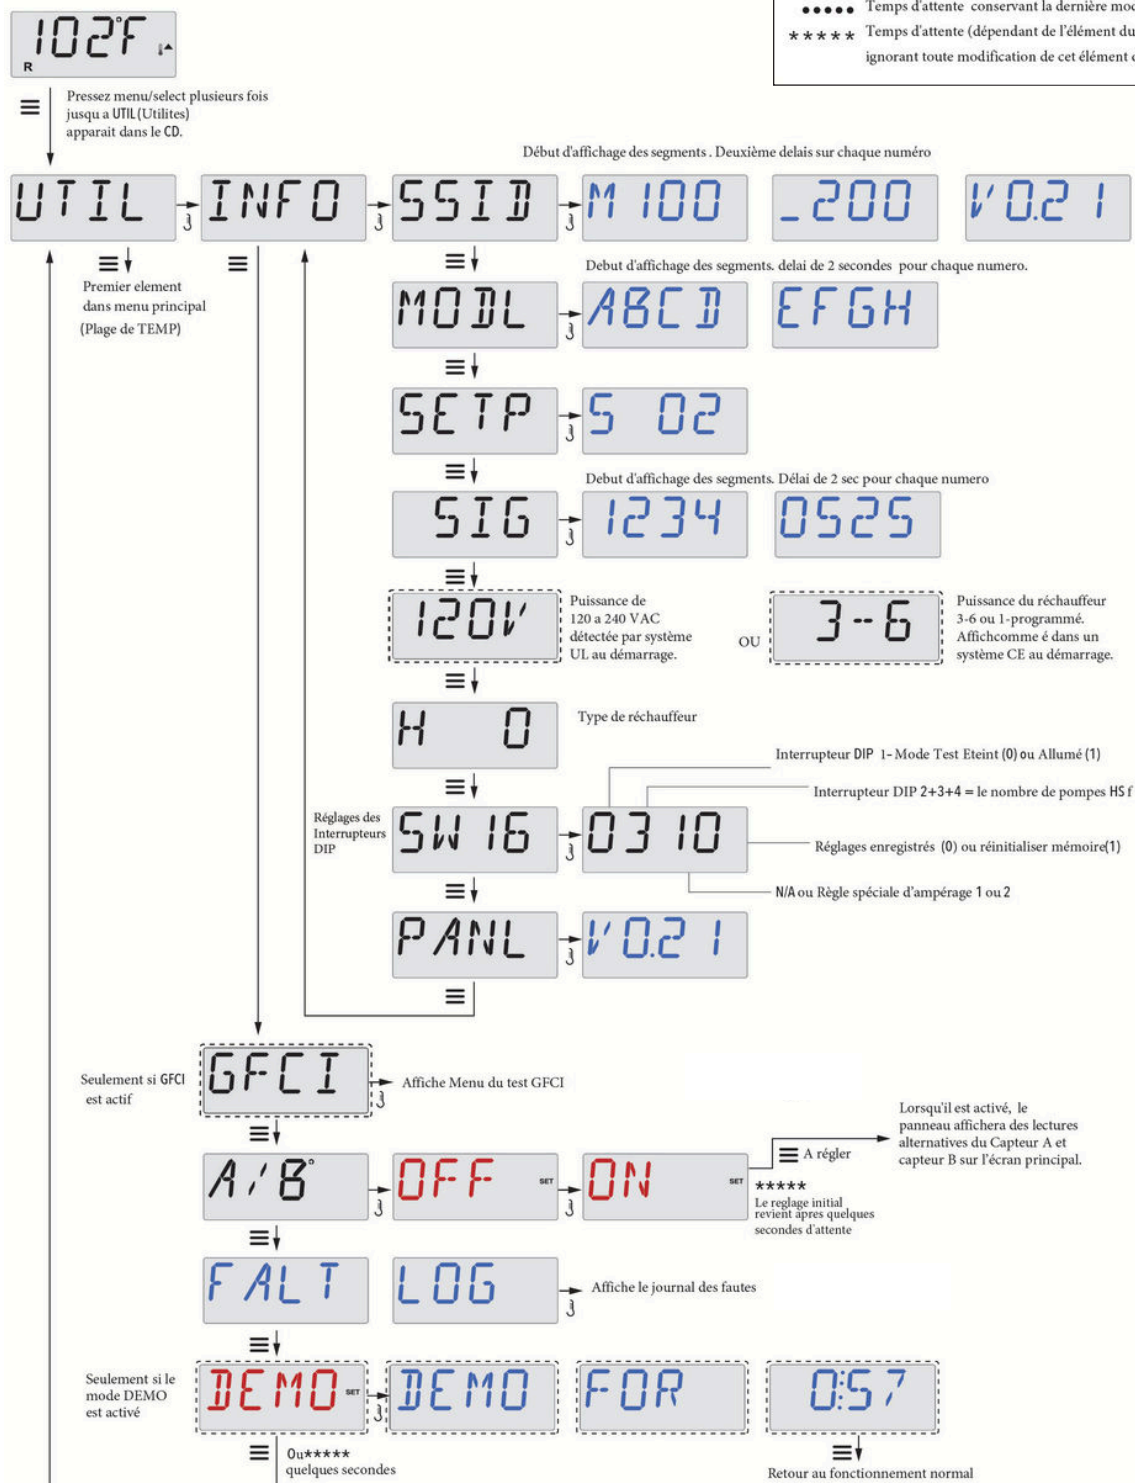 102°F
R
••••• Temps d'attente conservant la dernière
***** Temps d'attente (dépendant de l'élément du
ignorant toute modification de cet élément
Pressez menu/select plusieurs fois
jusqu a UTIL(Utilites)
apparait dans le CD.
Début d'affichage des segments . Deuxième delais sur chaque numéro
UTIL
INFO
SSID
M100
_200
V0.21
Premier element
dans menu principal
(Plage de TEMP)
Debut d'affichage des segments. delai de 2 secondes pour chaque numero.
MODL
ABCD
EFGH
SETP
S 02
Debut d'affichage des segments. Délai de 2 sec pour chaque numero
SIG
1234
0525
120V
Puissance de
120 a 240 VAC
détectée par système
UL au démarrage.
OU
3-6
Puissance du réchauffeur
3-6 ou 1-programmé.
Affichcomme é dans un
système CE au démarrage.
H 0
Type de réchauffeur
Interrupteur DIP 1- Mode Test Eteint (0) ou Allumé (1)
Interrupteur DIP 2+3+4 = le nombre de pompes HS f
Réglages des
Interrupteurs
DIP
SW16
0310
Réglages enregistrés (0) ou réinitialiser mémoire(1)
N/A ou Règle spéciale d'ampérage 1 ou 2
PANL
V0.21
Seulement si GFCI
est actif
GFCI
Affiche Menu du test GFCI
Lorsqu'il est activé, le
panneau affichera des lectures
alternatives du Capteur A et
capteur B sur l'écran principal.
A/B°
OFF SET
ON SET
A régler
*****
Le reglage initial
revient apres quelques
secondes d'attente
FALT
LOG
Affiche le journal des fautes
Seulement si le
mode DEMO
est activé
DEMO SET
DEMO
FOR
0:57
Ou*****
quelques secondes
Retour au fonctionnement normal